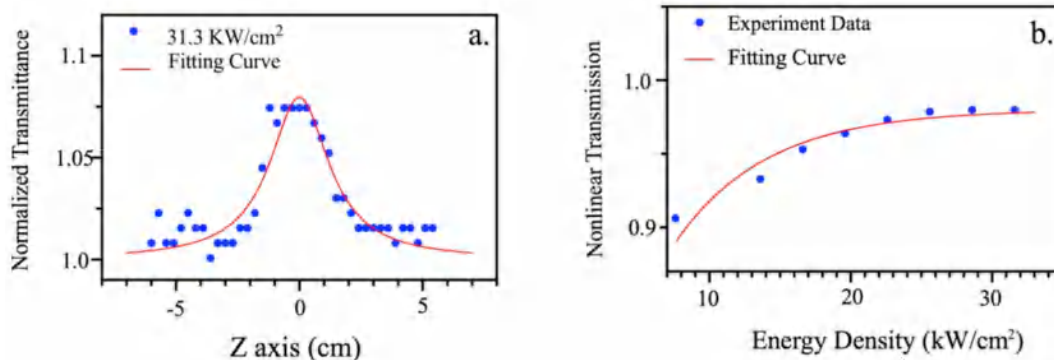 a.
31.3 KW/cm²
Fitting Curve
Normalized Transmittance
1.10
1.05
1.0
-5
0
5
Z axis (cm)
b.
Experiment Data
Fitting Curve
Nonlinear Transmission
1.0
0.9
10
20
30
Energy Density (kW/cm²)